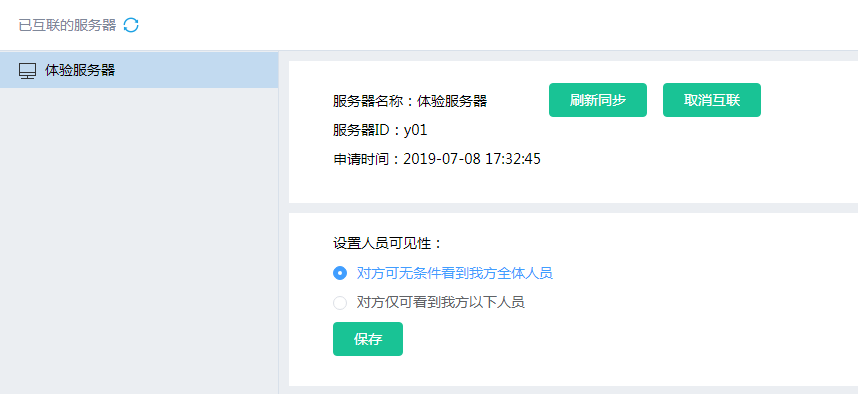 已互联的服务器
体验服务器
服务器名称：体验服务器
刷新同步
取消互联
服务器ID：y01
申请时间：2019-07-08 17:32:45
设置人员可见性：
对方可无条件看到我方全体人员
对方仅可看到我方以下人员
保存